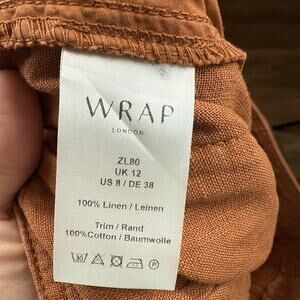 WRAP
LONDON
ZL80
UK 12
US 8 / DE 38
100% Linen / Leinen
Trim / Rand
100%Cotton / Baumwolle
30 P